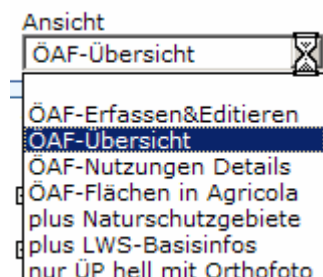 Ansicht
ÖAF-Übersicht
ÖAF-Erfassen&Editieren
ÖAF-Übersicht
ÖAF-Nutzungen Details
ÖAF-Flächen in Agricola
plus Naturschutzgebiete
plus LWS-Basisinfos
nur ÜP hell mit Orthofoto